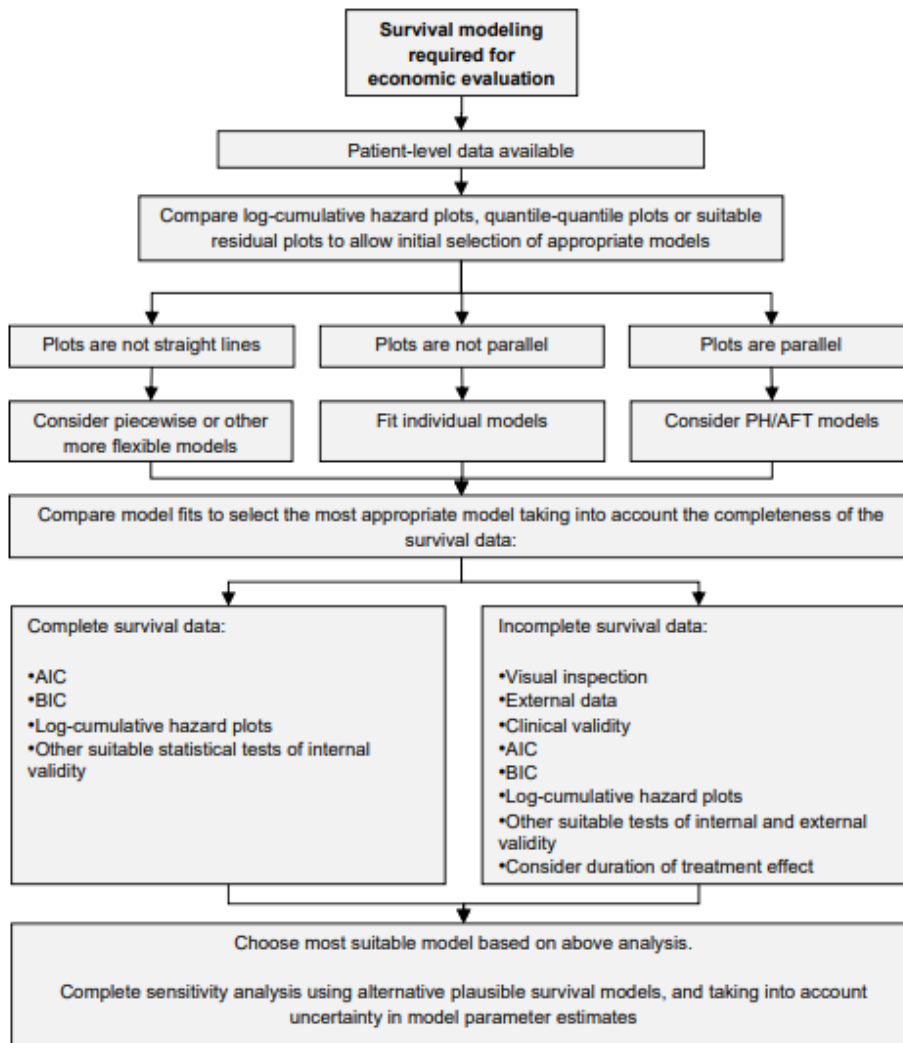 Survival modeling
required for
economic evaluation
Patient-level data available
Compare log-cumulative hazard plots, quantile-quantile plots or suitable
residual plots to allow initial selection of appropriate models
Plots are not straight lines
Plots are not parallel
Plots are parallel
Consider piecewise or other
more flexible models
Fit individual models
Consider PH/AFT models
Compare model fits to select the most appropriate model taking into account the completeness of the
survival data:
Complete survival data:
•AIC
•BIC
•Log-cumulative hazard plots
•Other suitable statistical tests of internal
validity
Incomplete survival data:
•Visual inspection
•External data
•Clinical validity
•AIC
•BIC
•Log-cumulative hazard plots
•Other suitable tests of internal and external
validity
•Consider duration of treatment effect
Choose most suitable model based on above analysis.
Complete sensitivity analysis using alternative plausible survival models, and taking into account
uncertainty in model parameter estimates